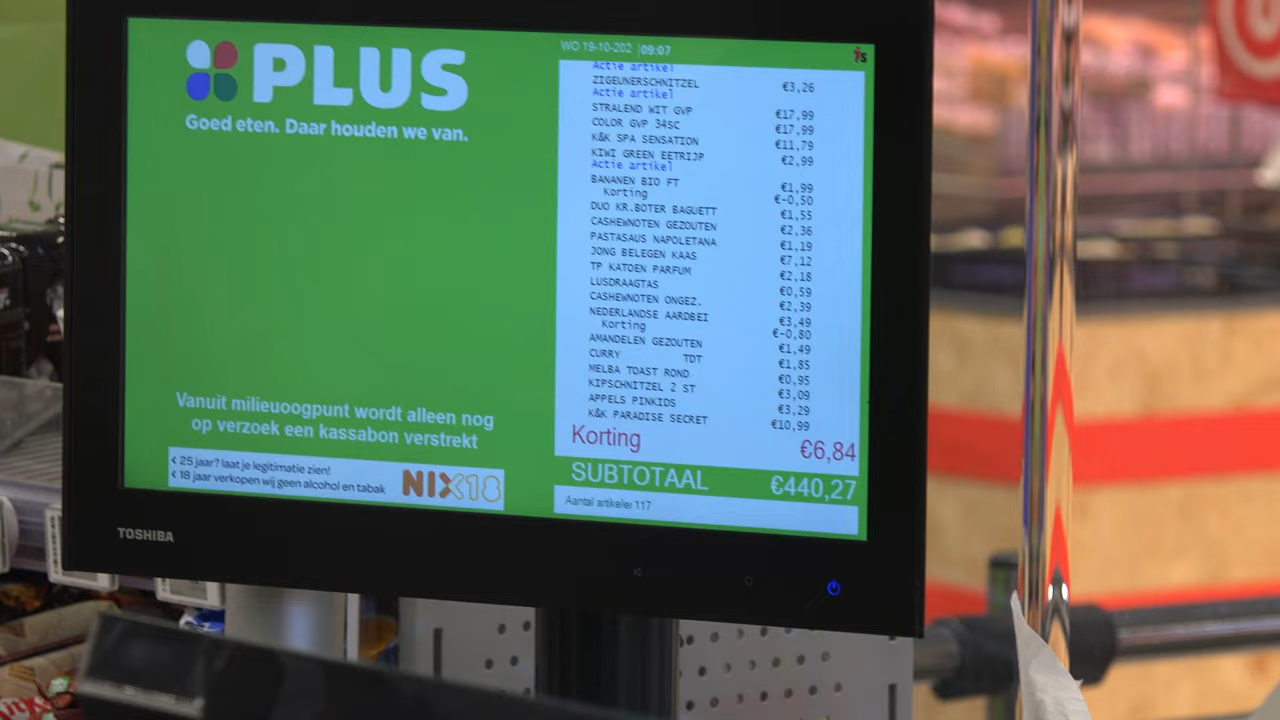 PLUS
Goed eten. Daar houden we van.
Vanuit milieuoogpunt wordt alleen nog
op verzoek een kassabon verstrekt
< 25 jaar? laat je legitimatie zien!
< 18 jaar verkopen wij geen alcohol en tabak
NIX18
WO 19-10-202 09:07
Actie artikel
ZIGEUNERSCHNITZEL €3,26
Actie artikel
STRALEND WIT GVP €17,99
COLOR GVP 34SC €17,99
K&K SPA SENSATION €11,79
KIWI GREEN EETRIJP €2,99
Actie artikel
BANANEN BIO FT €1,99
Korting €-0,50
DUO KR.BOTER BAGUETT €1,55
CASHEWNOTEN GEZOUTEN €2,36
PASTASAUS NAPOLETANA €1,19
JONG BELEGEN KAAS €7,12
TP KATOEN PARFUM €2,18
LUSDRAAGTAS €0,59
CASHEWNOTEN ONGEZ. €2,39
NEDERLANDSE AARDBEI €3,49
Korting €-0,80
AMANDELEN GEZOUTEN €1,49
CURRY TDT €1,85
MELBA TOAST ROND €0,95
KIPSCHNITZEL 2 ST €3,09
APPELS PINKIDS €3,29
K&K PARADISE SECRET €10,99
Korting €6,84
SUBTOTAAL €440,27
Aantal artikelei 117
TOSHIBA